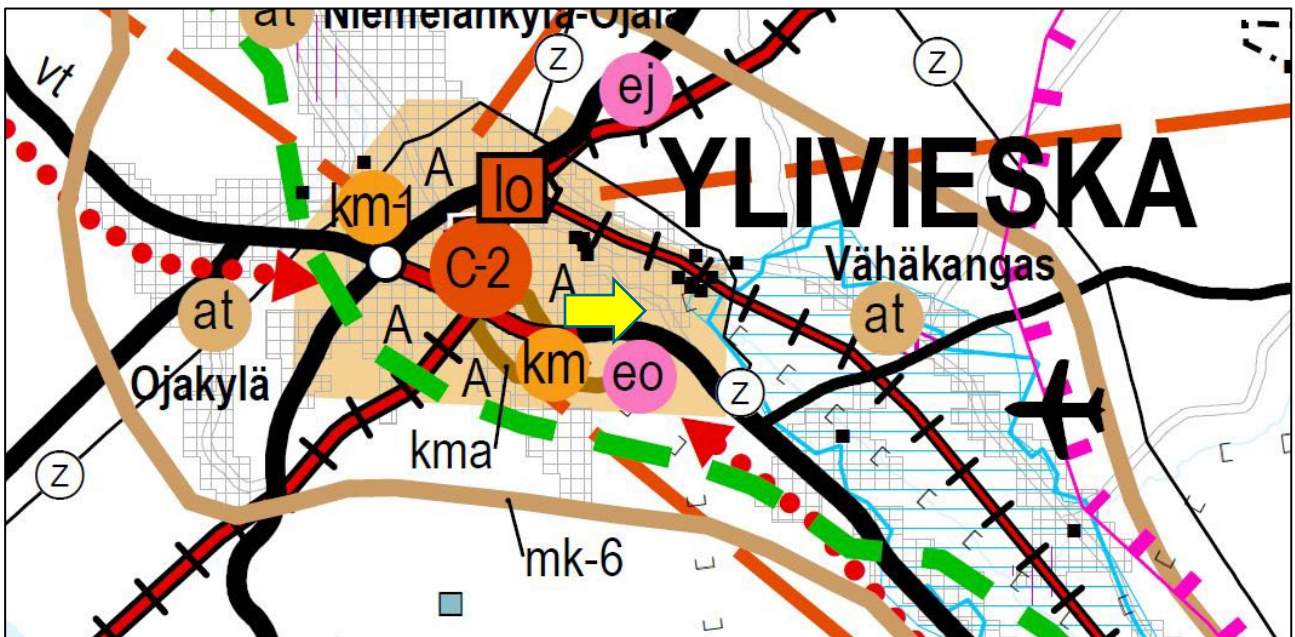 at
Niemelänkylä-Ojala
z
z
vt
ej
A
lo
YLIVIESKA
km-1
C-2
A
Vähäkangas
at
at
A
km
eo
Ojakylä
A
z
kma
z
mk-6